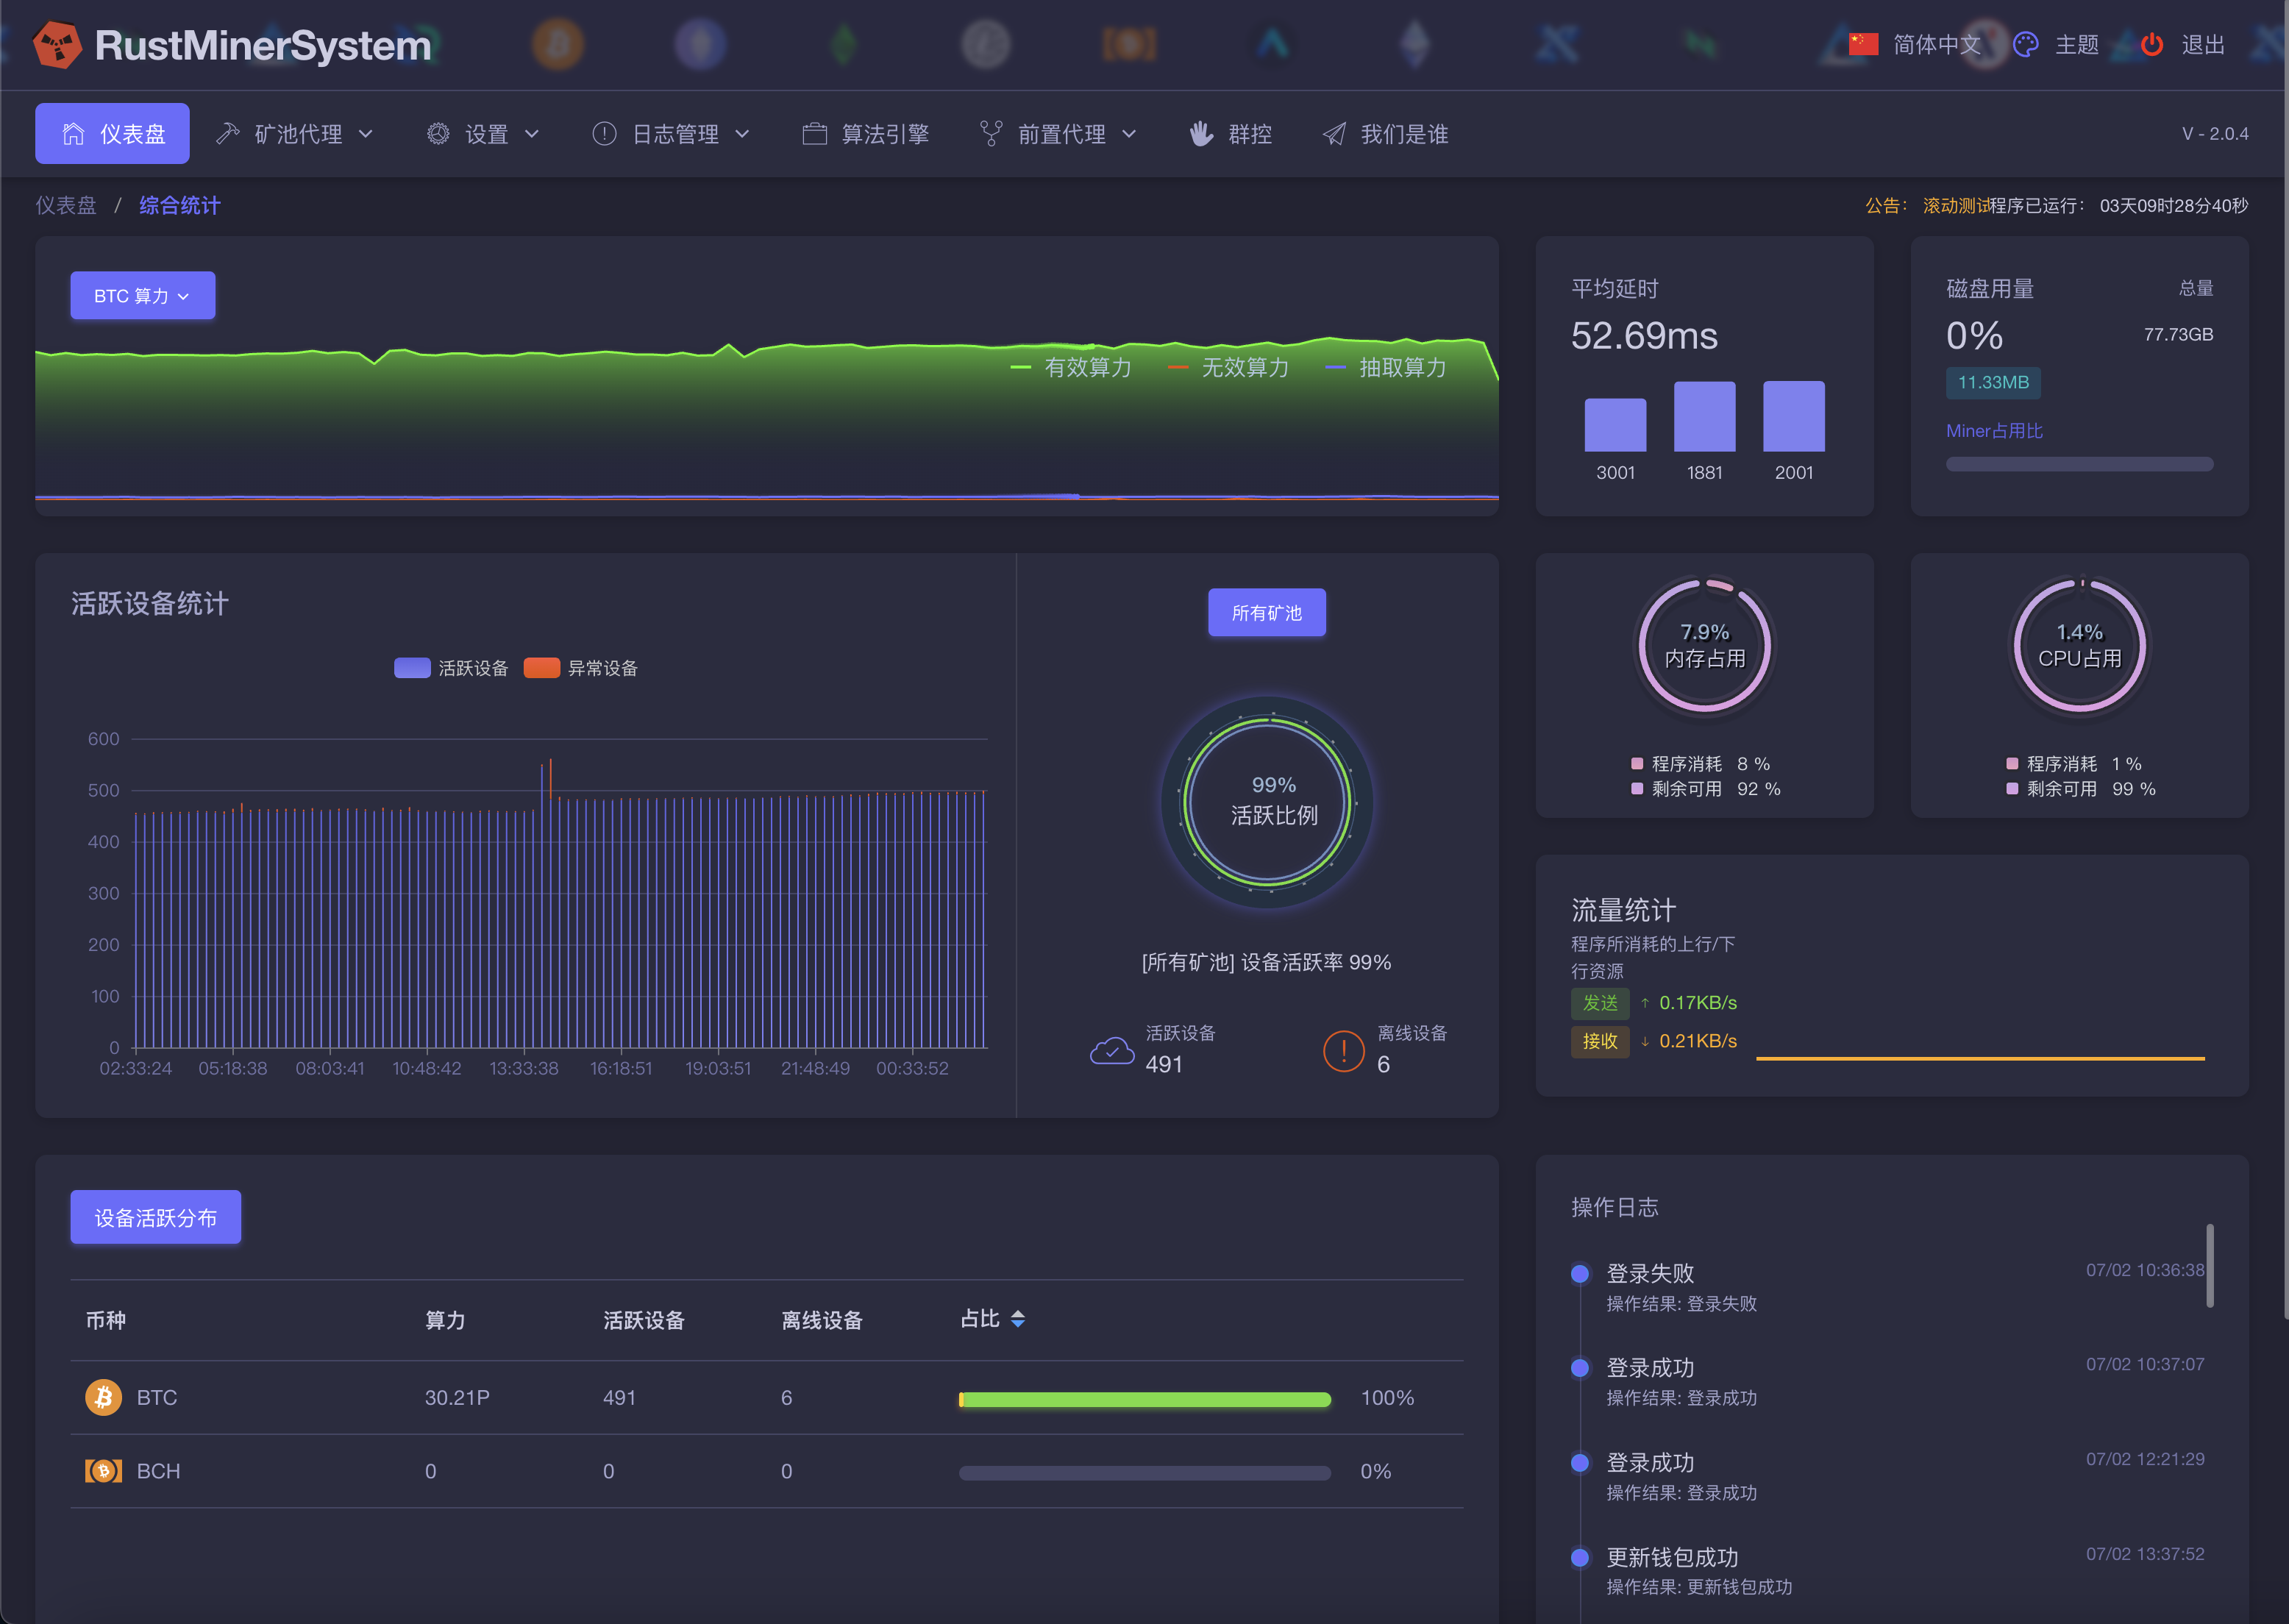 RustMinerSystem
简体中文 主题 退出
仪表盘 矿池代理 设置 日志管理 算法引擎 前置代理 群控 我们是谁 V - 2.0.4
仪表盘 / 综合统计
公告： 滚动测试程序已运行： 03天09时28分40秒
BTC 算力
有效算力 无效算力 抽取算力
平均延时
52.69ms
3001 1881 2001
磁盘用量 总量
0% 77.73GB
11.33MB
Miner占用比
活跃设备统计
活跃设备 异常设备
600
500
400
300
200
100
0
02:33:24 05:18:38 08:03:41 10:48:42 13:33:38 16:18:51 19:03:51 21:48:49 00:33:52
所有矿池
99%
活跃比例
[所有矿池] 设备活跃率 99%
活跃设备
491
离线设备
6
7.9%
内存占用
程序消耗 8 %
剩余可用 92 %
1.4%
CPU占用
程序消耗 1 %
剩余可用 99 %
流量统计
程序所消耗的上行/下
行资源
发送 ↑ 0.17KB/s
接收 ↓ 0.21KB/s
设备活跃分布
币种 算力 活跃设备 离线设备 占比
BTC 30.21P 491 6 100%
BCH 0 0 0 0%
操作日志
登录失败 07/02 10:36:38
操作结果: 登录失败
登录成功 07/02 10:37:07
操作结果: 登录成功
登录成功 07/02 12:21:29
操作结果: 登录成功
更新钱包成功 07/02 13:37:52
操作结果: 更新钱包成功